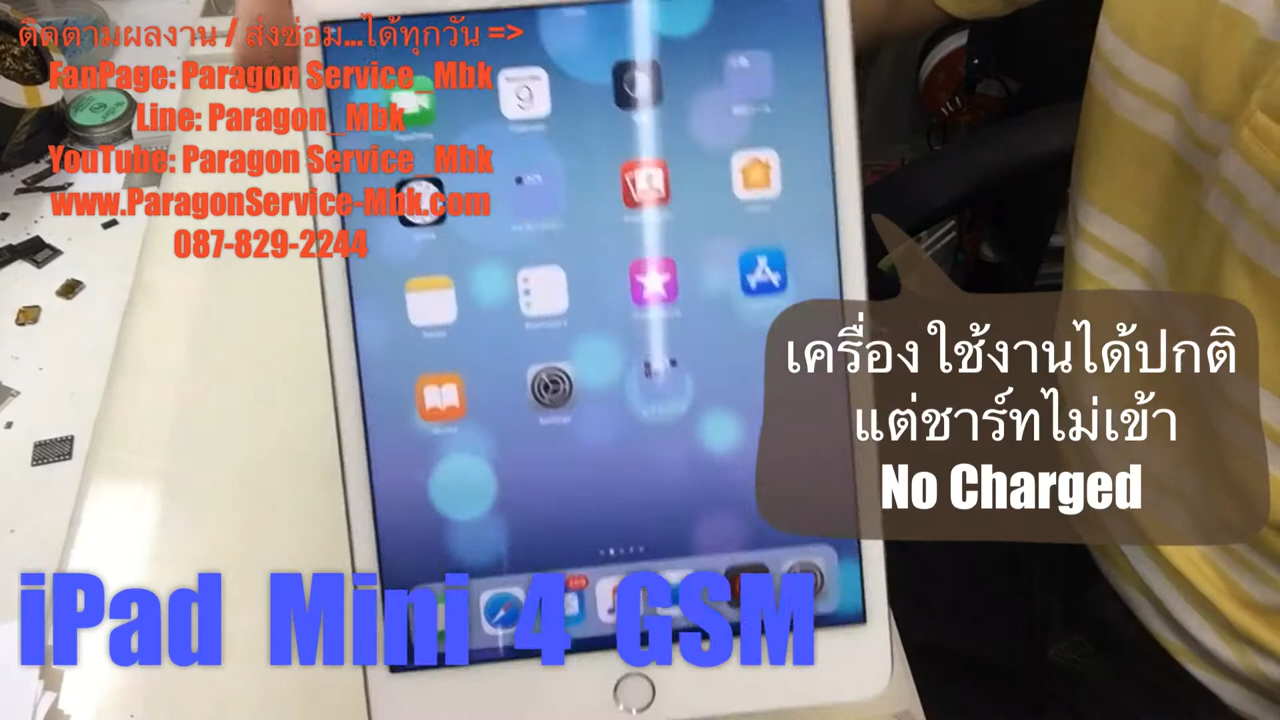 ติดตามผลงาน / ส่งซ่อม...ได้ทุกวัน =>
FanPage: Paragon Service_Mbk
Line: Paragon_Mbk
YouTube: Paragon Service_Mbk
www.ParagonService-Mbk.com
087-829-2244
9
เครื่องใช้งานได้ปกติ
แต่ชาร์ทไม่เข้า
No Charged
iPad Mini 4 GSM